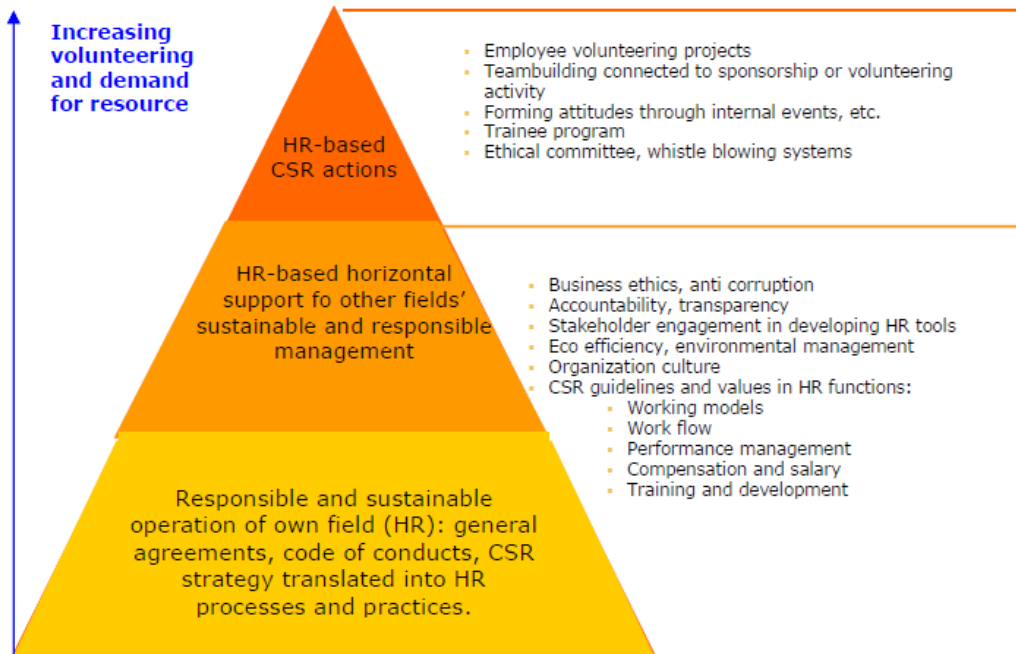 Increasing
volunteering
and demand
for resource
HR-based
CSR actions
Employee volunteering projects
Teambuilding connected to sponsorship or volunteering
activity
Forming attitudes through internal events, etc.
Trainee program
Ethical committee, whistle blowing systems
HR-based horizontal
support fo other fields’
sustainable and responsible
management
Business ethics, anti corruption
Accountability, transparency
Stakeholder engagement in developing HR tools
Eco efficiency, environmental management
Organization culture
CSR guidelines and values in HR functions:
Working models
Work flow
Performance management
Compensation and salary
Training and development
Responsible and sustainable
operation of own field (HR): general
agreements, code of conducts, CSR
strategy translated into HR
processes and practices.